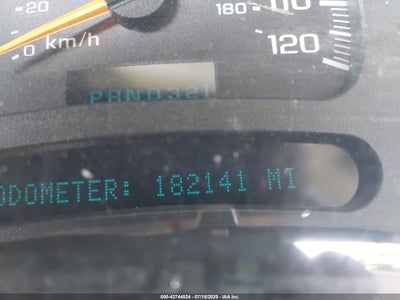 20
0 km/h
180
120
PRND321
ODOMETER: 182141 MI
000-42744524 - 07/15/2025 - IAA Inc.